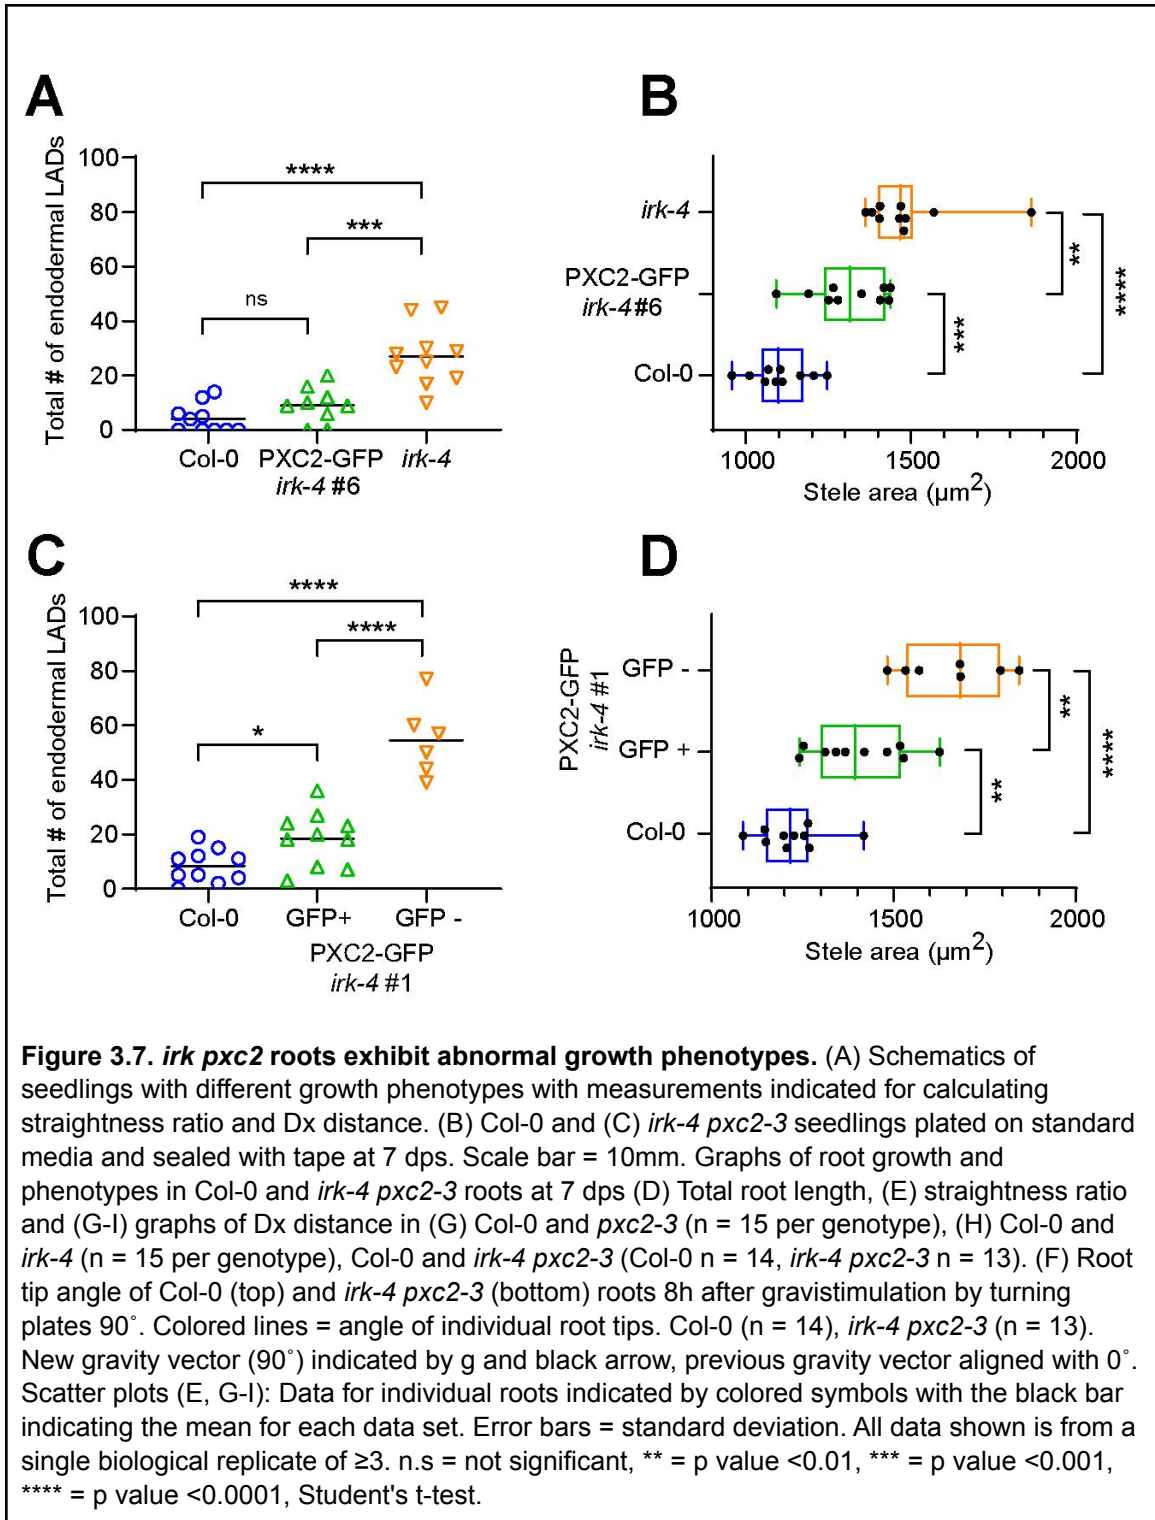 A
Total # of endodermal LADs
100
80
60
40
20
0
****
***
ns
Col-0
PXC2-GFP
irk-4 #6
irk-4
B
irk-4
PXC2-GFP
irk-4#6
Col-0
**
***
****
1000
1500
2000
Stele area (µm²)
C
Total # of endodermal LADs
100
80
60
40
20
0
****
****
*
Col-0
GFP+
GFP -
PXC2-GFP
irk-4 #1
D
PXC2-GFP
irk-4 #1
GFP -
GFP +
Col-0
**
**
****
1000
1500
2000
Stele area (µm²)
Figure 3.7. irk pxc2 roots exhibit abnormal growth phenotypes. (A) Schematics of
seedlings with different growth phenotypes with measurements indicated for calculating
straightness ratio and Dx distance. (B) Col-0 and (C) irk-4 pxc2-3 seedlings plated on standard
media and sealed with tape at 7 dps. Scale bar = 10mm. Graphs of root growth and
phenotypes in Col-0 and irk-4 pxc2-3 roots at 7 dps (D) Total root length, (E) straightness ratio
and (G-I) graphs of Dx distance in (G) Col-0 and pxc2-3 (n = 15 per genotype), (H) Col-0 and
irk-4 (n = 15 per genotype), Col-0 and irk-4 pxc2-3 (Col-0 n = 14, irk-4 pxc2-3 n = 13). (F) Root
tip angle of Col-0 (top) and irk-4 pxc2-3 (bottom) roots 8h after gravistimulation by turning
plates 90˚. Colored lines = angle of individual root tips. Col-0 (n = 14), irk-4 pxc2-3 (n = 13).
New gravity vector (90˚) indicated by g and black arrow, previous gravity vector aligned with 0˚.
Scatter plots (E, G-I): Data for individual roots indicated by colored symbols with the black bar
indicating the mean for each data set. Error bars = standard deviation. All data shown is from a
single biological replicate of ≥3. n.s = not significant, ** = p value <0.01, *** = p value <0.001,
**** = p value <0.0001, Student's t-test.